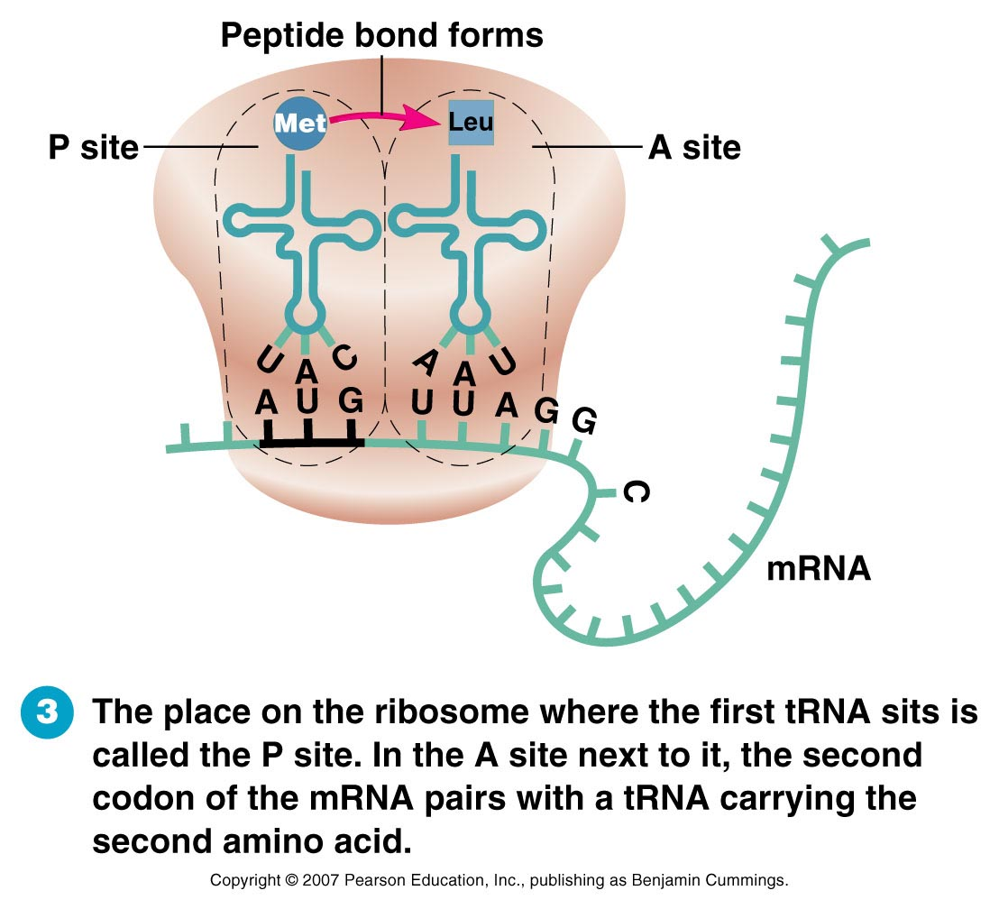 Peptide bond forms
Met
Leu
P site
A site
U A C
A A U
A U G
U U A G G
C
mRNA
3
The place on the ribosome where the first tRNA sits is
called the P site. In the A site next to it, the second
codon of the mRNA pairs with a tRNA carrying the
second amino acid.
Copyright © 2007 Pearson Education, Inc., publishing as Benjamin Cummings.